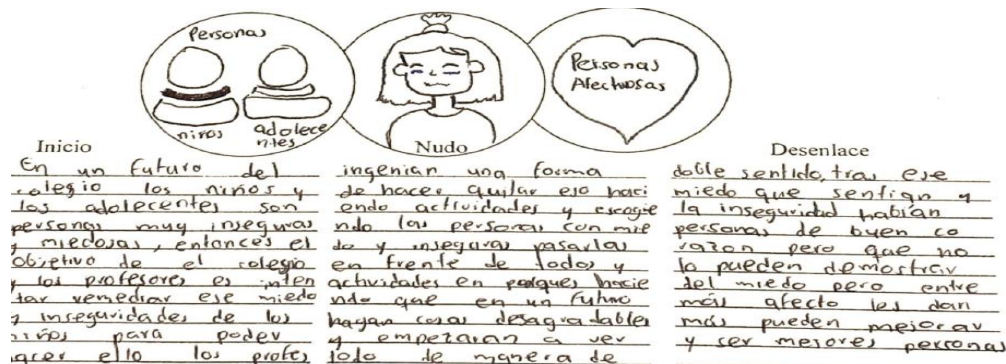 Personas
niños
adolece
ntes
Personas
Afectuosas
Inicio
En un futuro del
colegio los niños y
los adolecentes son
personas muy inseguras
y miedosas, entonces el
objetivo de el colegio
y los profesores es inten
tar remediar ese miedo
y inseguridades de los
niños para poder
hacer ello los profes
Nudo
ingenian una forma
de hacer quitar eso haci
endo actividades y escogie
ndo las personas con mie
do y inseguras pasarlas
en frente de todos y
actividades en parques hacie
ndo que en un futuro
hagan cosas desagradables
y empezaran a ver
todo de manera de
Desenlace
doble sentido, tras ese
miedo que sentian y
la inseguridad habian
personas de buen co
razon pero que no
lo pueden demostrar
del miedo pero entre
más afecto les dan
más pueden mejorar
y ser mejores personas